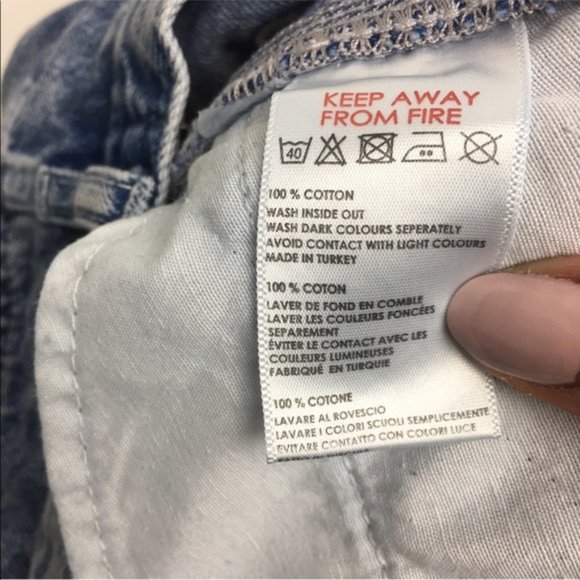 KEEP AWAY
FROM FIRE
40
100 % COTTON
WASH INSIDE OUT
WASH DARK COLOURS SEPERATELY
AVOID CONTACT WITH LIGHT COLOURS
MADE IN TURKEY
100 % COTON
LAVER DE FOND EN COMBLE
LAVER LES COULEURS FONCÉES
SEPAREMENT
ÉVITER LE CONTACT AVEC LES
COULEURS LUMINEUSES
FABRIQUÉ EN TURQUIE
100 % COTONE
LAVARE AL ROVESCIO
LAVARE I COLORI SCUOLI SEMPLICEMENTE
EVITARE CONTATTO CON COLORI LUCE